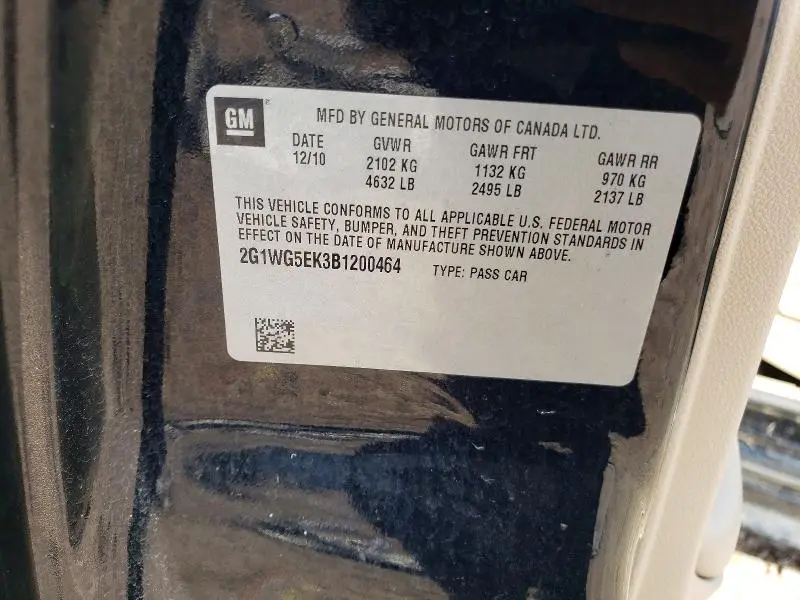 GM
MFD BY GENERAL MOTORS OF CANADA LTD.
DATE GVWR GAWR FRT GAWR RR
12/10 2102 KG 1132 KG 970 KG
4632 LB 2495 LB 2137 LB
THIS VEHICLE CONFORMS TO ALL APPLICABLE U.S. FEDERAL MOTOR
VEHICLE SAFETY, BUMPER, AND THEFT PREVENTION STANDARDS IN
EFFECT ON THE DATE OF MANUFACTURE SHOWN ABOVE.
2G1WG5EK3B1200464 TYPE: PASS CAR